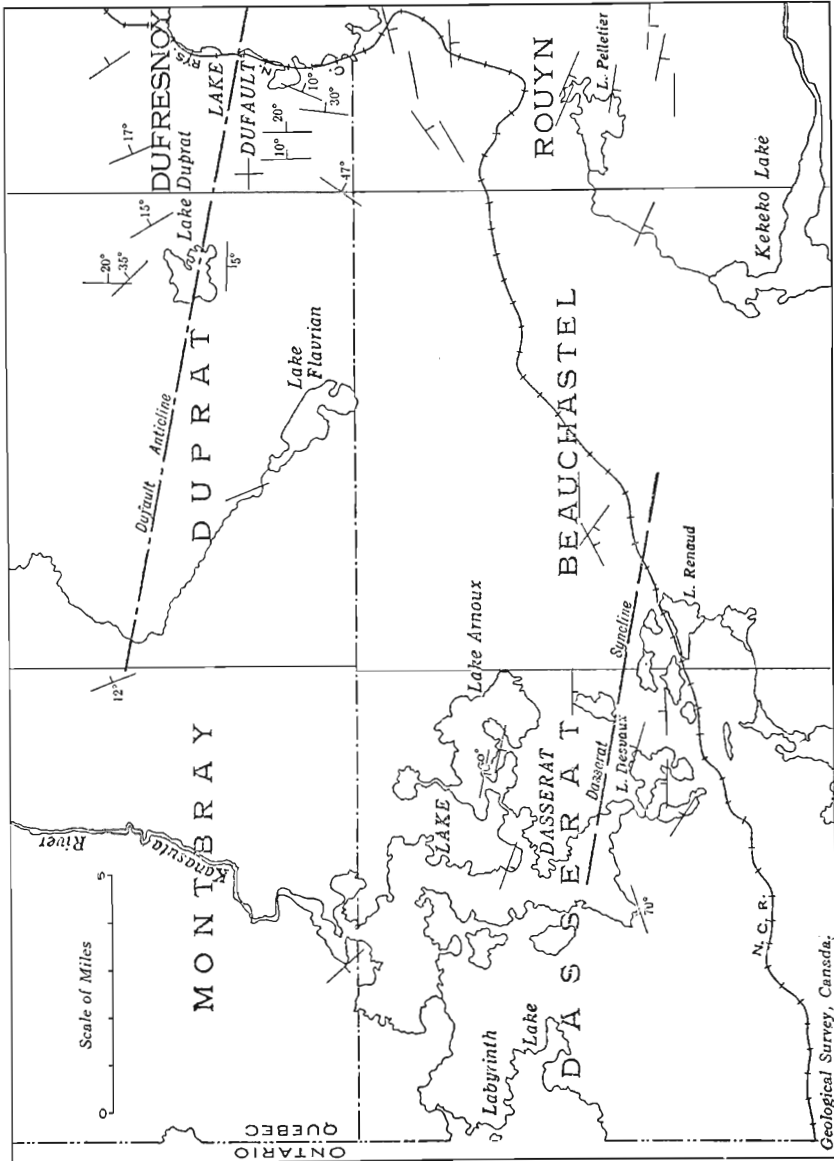 DUFRESNOY
LAKE
DUFAULT
C. N. RYS.
17°
10°
30°
20°
10°
47°
15°
20°
35°
5°
Lake Duprat
DUPRAT
Dufault Anticline
Lake
Flavrian
12°
MONTBRAY
Kanasuta River
Scale of Miles
0 5
ONTARIO
QUEBEC
ROUYN
L. Pelletier
Kekeko Lake
BEAUCHASTEL
L. Renaud
Lake Arnoux
LAKE
DASSERAT
DASSERAT
Dasserat Syncline
L. Desvaux
70°
N. C. R.
Labyrinth
Lake
Geological Survey, Canada.